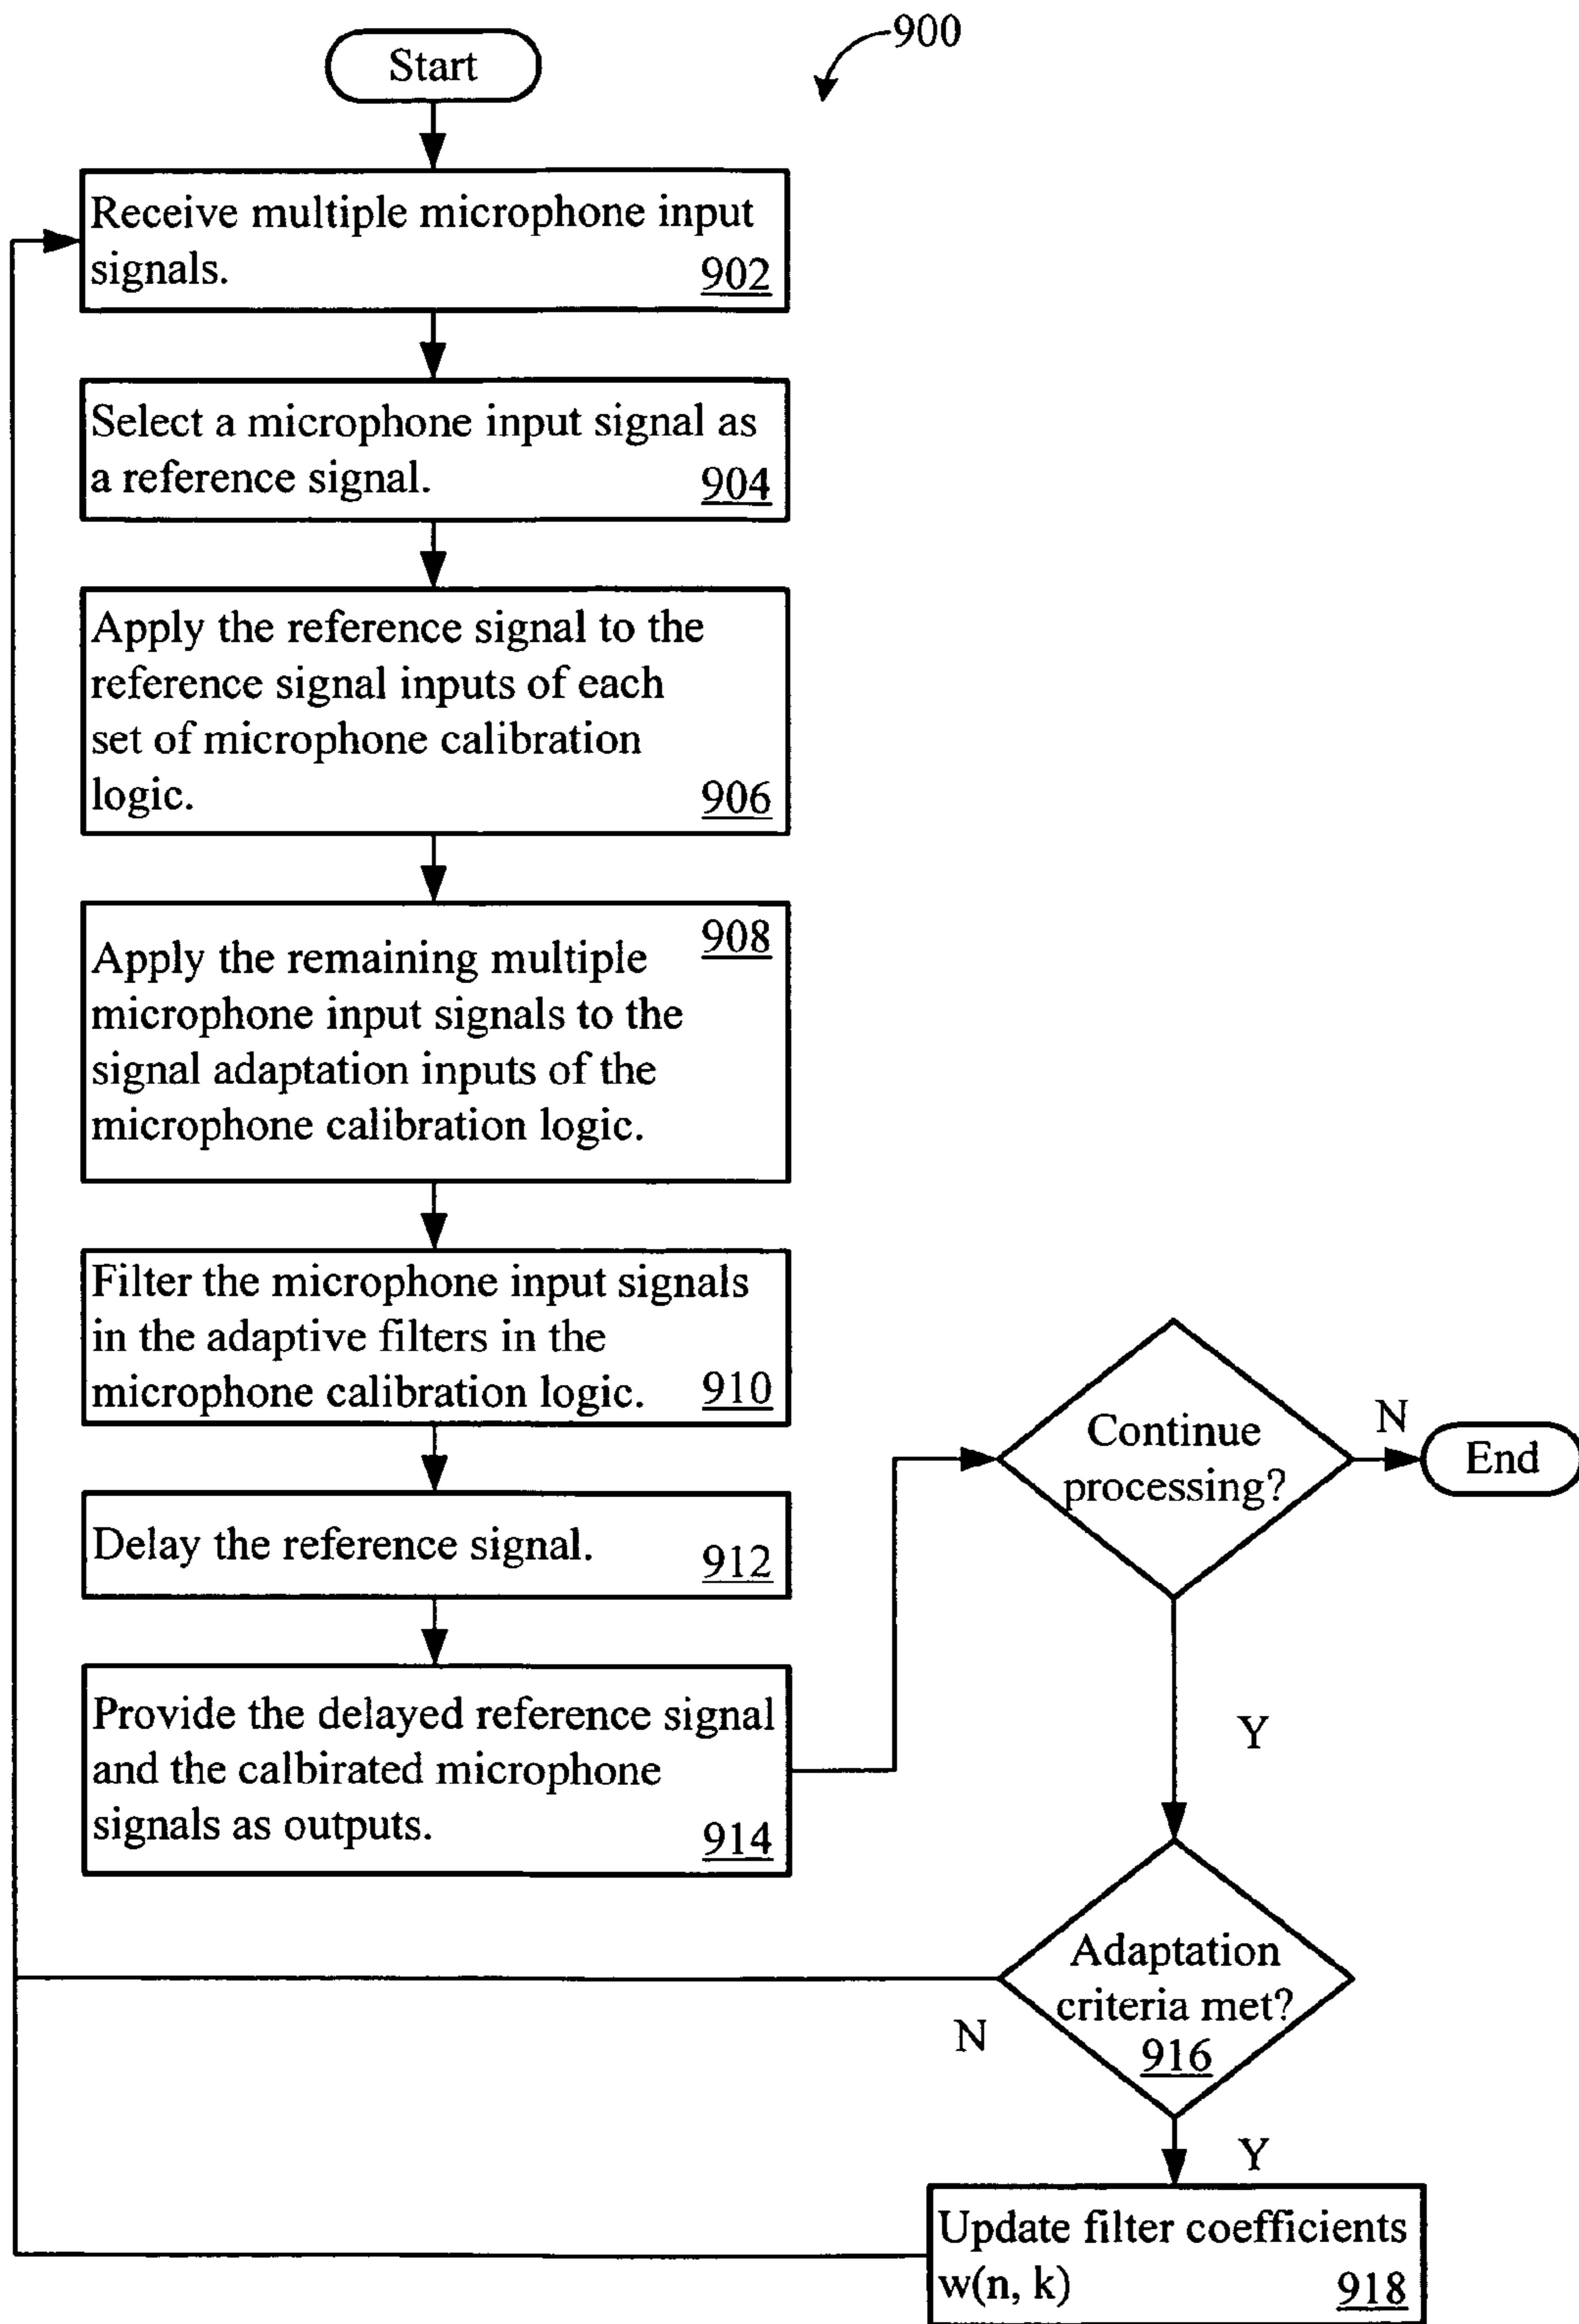 Start
900
Receive multiple microphone input
signals.
902
Select a microphone input signal as
a reference signal.
904
Apply the reference signal to the
reference signal inputs of each
set of microphone calibration
logic.
906
908
Apply the remaining multiple
microphone input signals to the
signal adaptation inputs of the
microphone calibration logic.
Filter the microphone input signals
in the adaptive filters in the
microphone calibration logic.
910
Delay the reference signal.
912
Provide the delayed reference signal
and the calbirated microphone
signals as outputs.
914
Continue
processing?
N
End
Y
Adaptation
criteria met?
916
N
Y
Update filter coefficients
w(n, k)
918